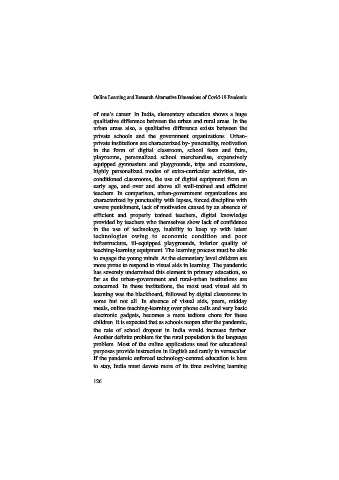 Online Learning and Research Alternative Dimensions of Covid-19 Pandemic
of one's career. In India, elementary education shows a huge
qualitative difference between the urban and rural areas. In the
urban areas also, a qualitative difference exists between the
private schools and the government organizations. Urban-
private institutions are characterized by- punctuality, motivation
in the form of digital classroom, school fests and fairs,
playrooms, personalized school merchandise, expensively
equipped gymnasium and playgrounds, trips and excursions,
highly personalized modes of extra-curricular activities, air-
conditioned classrooms, the use of digital equipment from an
early age, and over and above all well-trained and efficient
teachers. In comparison, urban-government organizations are
characterized by punctuality with lapses, forced discipline with
severe punishment, lack of motivation caused by an absence of
efficient and properly trained teachers, digital knowledge
provided by teachers who themselves show lack of confidence
in the use of technology, inability to keep up with latest
technologies owing to economic condition and poor
infrastructure, ill-equipped playgrounds, inferior quality of
teaching-learning equipment. The learning process must be able
to engage the young minds. At the elementary level children are
more prone to respond to visual aids in learning. The pandemic
has severely undermined this element in primary education, so
far as the urban-government and rural-urban institutions are
concerned. In these institutions, the most used visual aid in
learning was the blackboard, followed by digital classrooms in
some but not all. In absence of visual aids, peers, midday
meals, online teaching-learning over phone calls and very basic
electronic gadgets, becomes a mere tedious chore for these
children. It is expected that as schools reopen after the pandemic,
the rate of school dropout in India would increase further.
Another definite problem for the rural population is the language
problem. Most of the online applications used for educational
purposes provide instruction in English and rarely in vernacular.
If the pandemic enforced technology-centred education is here
to stay, India must devote more of its time evolving learning
126